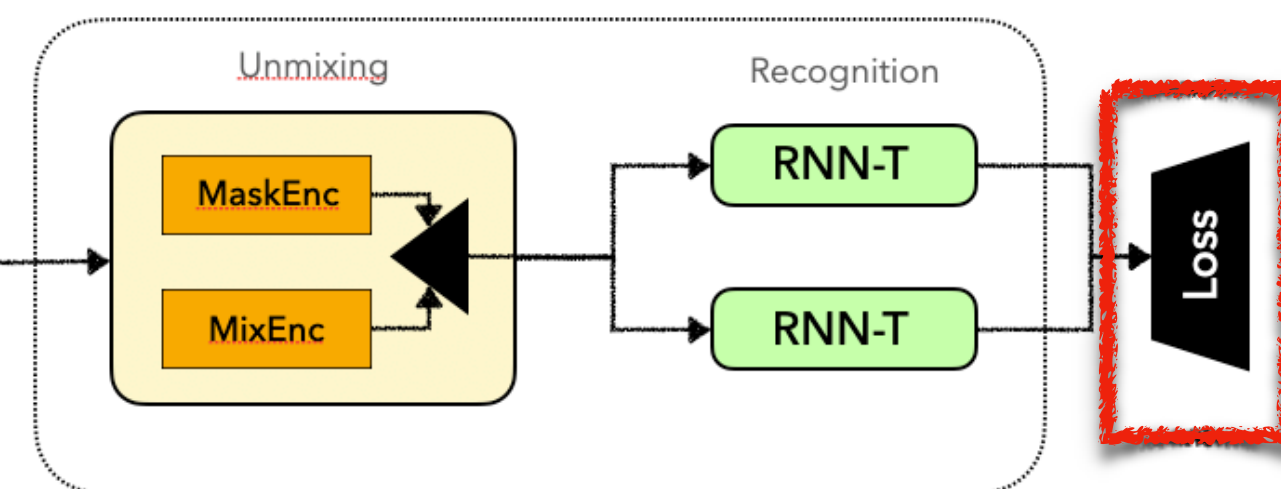 Unmixing
Recognition
MaskEnc
RNN-T
Loss
MixEnc
RNN-T